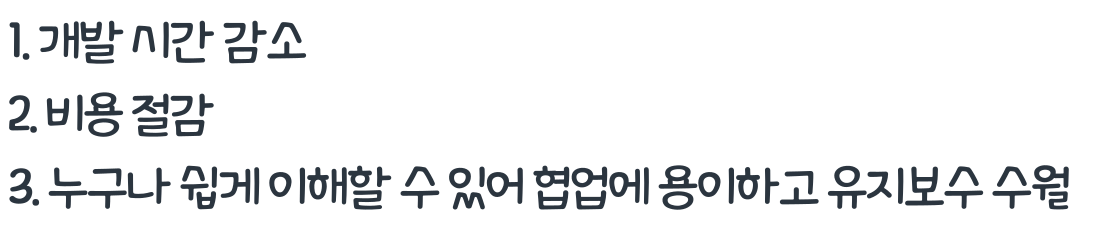 1. 개발 시간 감소
2. 비용 절감
3. 누구나 쉽게 이해할 수 있어 협업에 용이하고 유지보수 수월